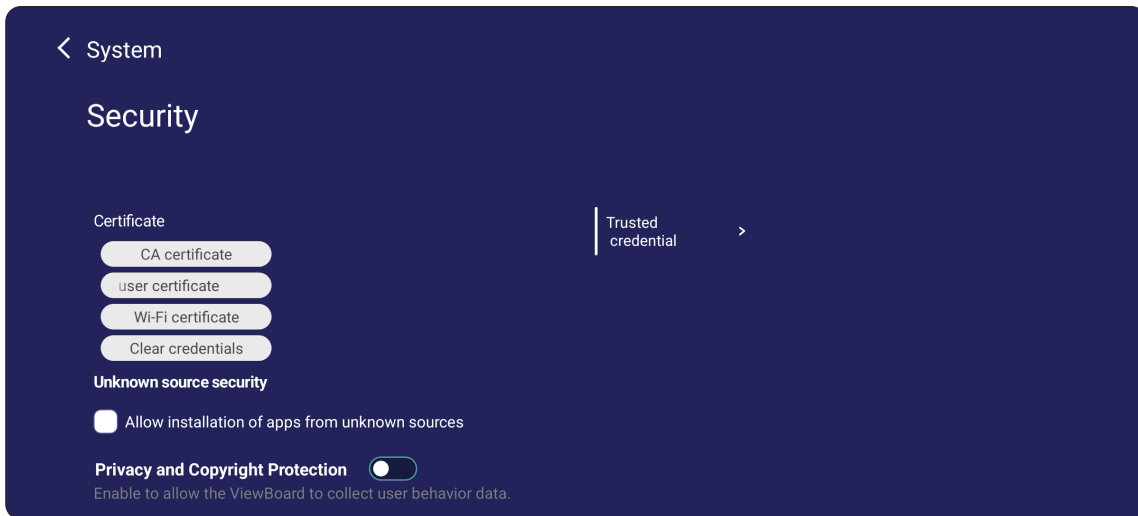 System
Security
Certificate
CA certificate
user certificate
Wi-Fi certificate
Clear credentials
Trusted
credential
Unknown source security
Allow installation of apps from unknown sources
Privacy and Copyright Protection
Enable to allow the ViewBoard to collect user behavior data.